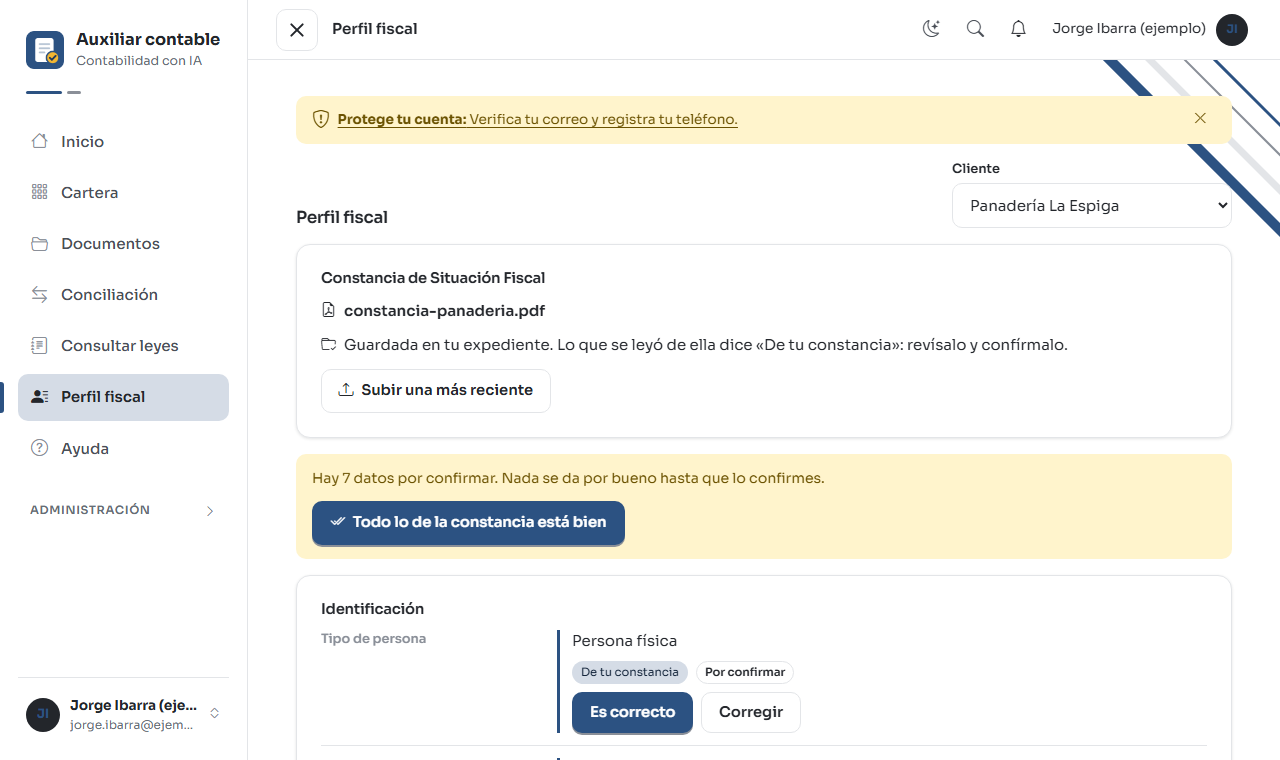 Auxiliar contable
Contabilidad con IA
Inicio
Cartera
Documentos
Conciliación
Consultar leyes
Perfil fiscal
Ayuda
ADMINISTRACIÓN
JI
Jorge Ibarra (eje...
jorge.ibarra@ejem...
Perfil fiscal
Jorge Ibarra (ejemplo)
JI
Protege tu cuenta: Verifica tu correo y registra tu teléfono.
Cliente
Panadería La Espiga
Perfil fiscal
Constancia de Situación Fiscal
constancia-panaderia.pdf
Guardada en tu expediente. Lo que se leyó de ella dice «De tu constancia»: revísalo y confírmalo.
Subir una más reciente
Hay 7 datos por confirmar. Nada se da por bueno hasta que lo confirmes.
Todo lo de la constancia está bien
Identificación
Tipo de persona
Persona física
De tu constancia
Por confirmar
Es correcto
Corregir